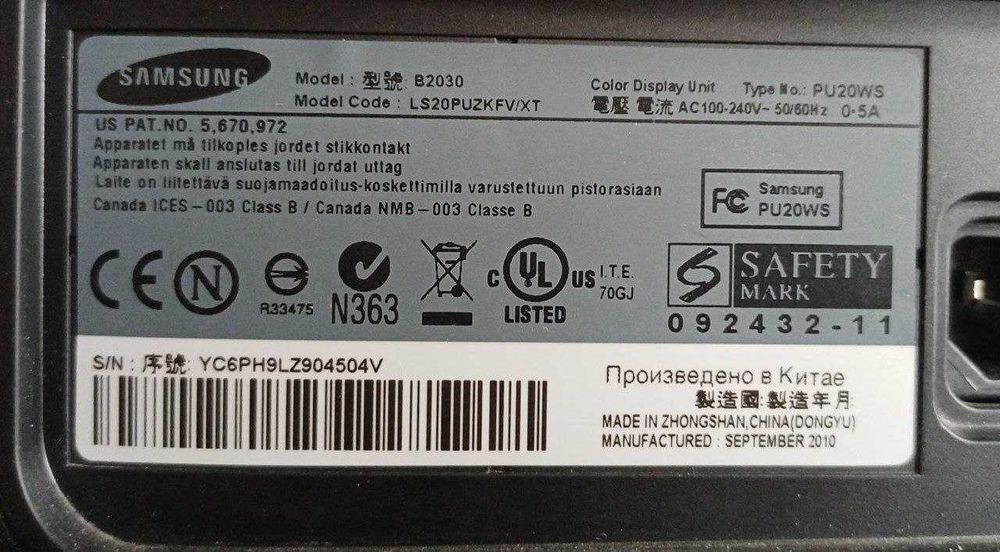 SAMSUNG
Model : 型號 B2030
Model Code : LS20PUZKFV/XT
Color Display Unit Type No.: PU20WS
電壓 電流 AC100-240V~ 50/60Hz 0.5A
US PAT.NO. 5,670,972
Apparatet må tilkoples jordet stikkontakt
Apparaten skall anslutas till jordat uttag
Laite on liitettävä suojamaadoitus-koskettimilla varustettuun pistorasiaan
Canada ICES-003 Class B / Canada NMB-003 Classe B
FC Samsung
PU20WS
CE N
R33475
N363
C UL US
LISTED
I.T.E.
70GJ
S SAFETY
MARK
092432-11
S/N : 序號: YC6PH9LZ904504V
Произведено в Китае
製造國:製造年月
MADE IN ZHONGSHAN,CHINA(DONGYU)
MANUFACTURED : SEPTEMBER 2010